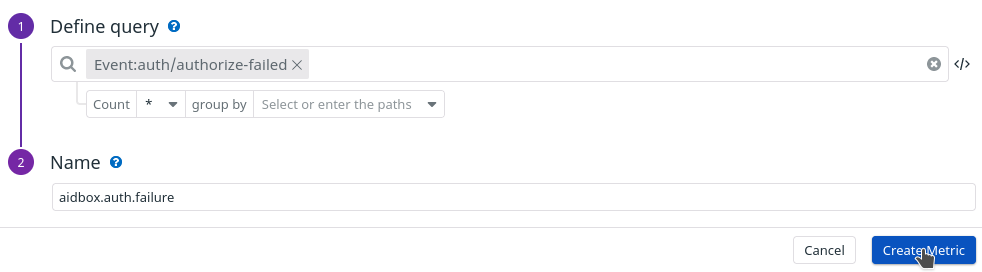 1 Define query ?
Event:auth/authorize-failed × </>
Count * group by Select or enter the paths
2 Name ?
aidbox.auth.failure
Cancel Create Metric